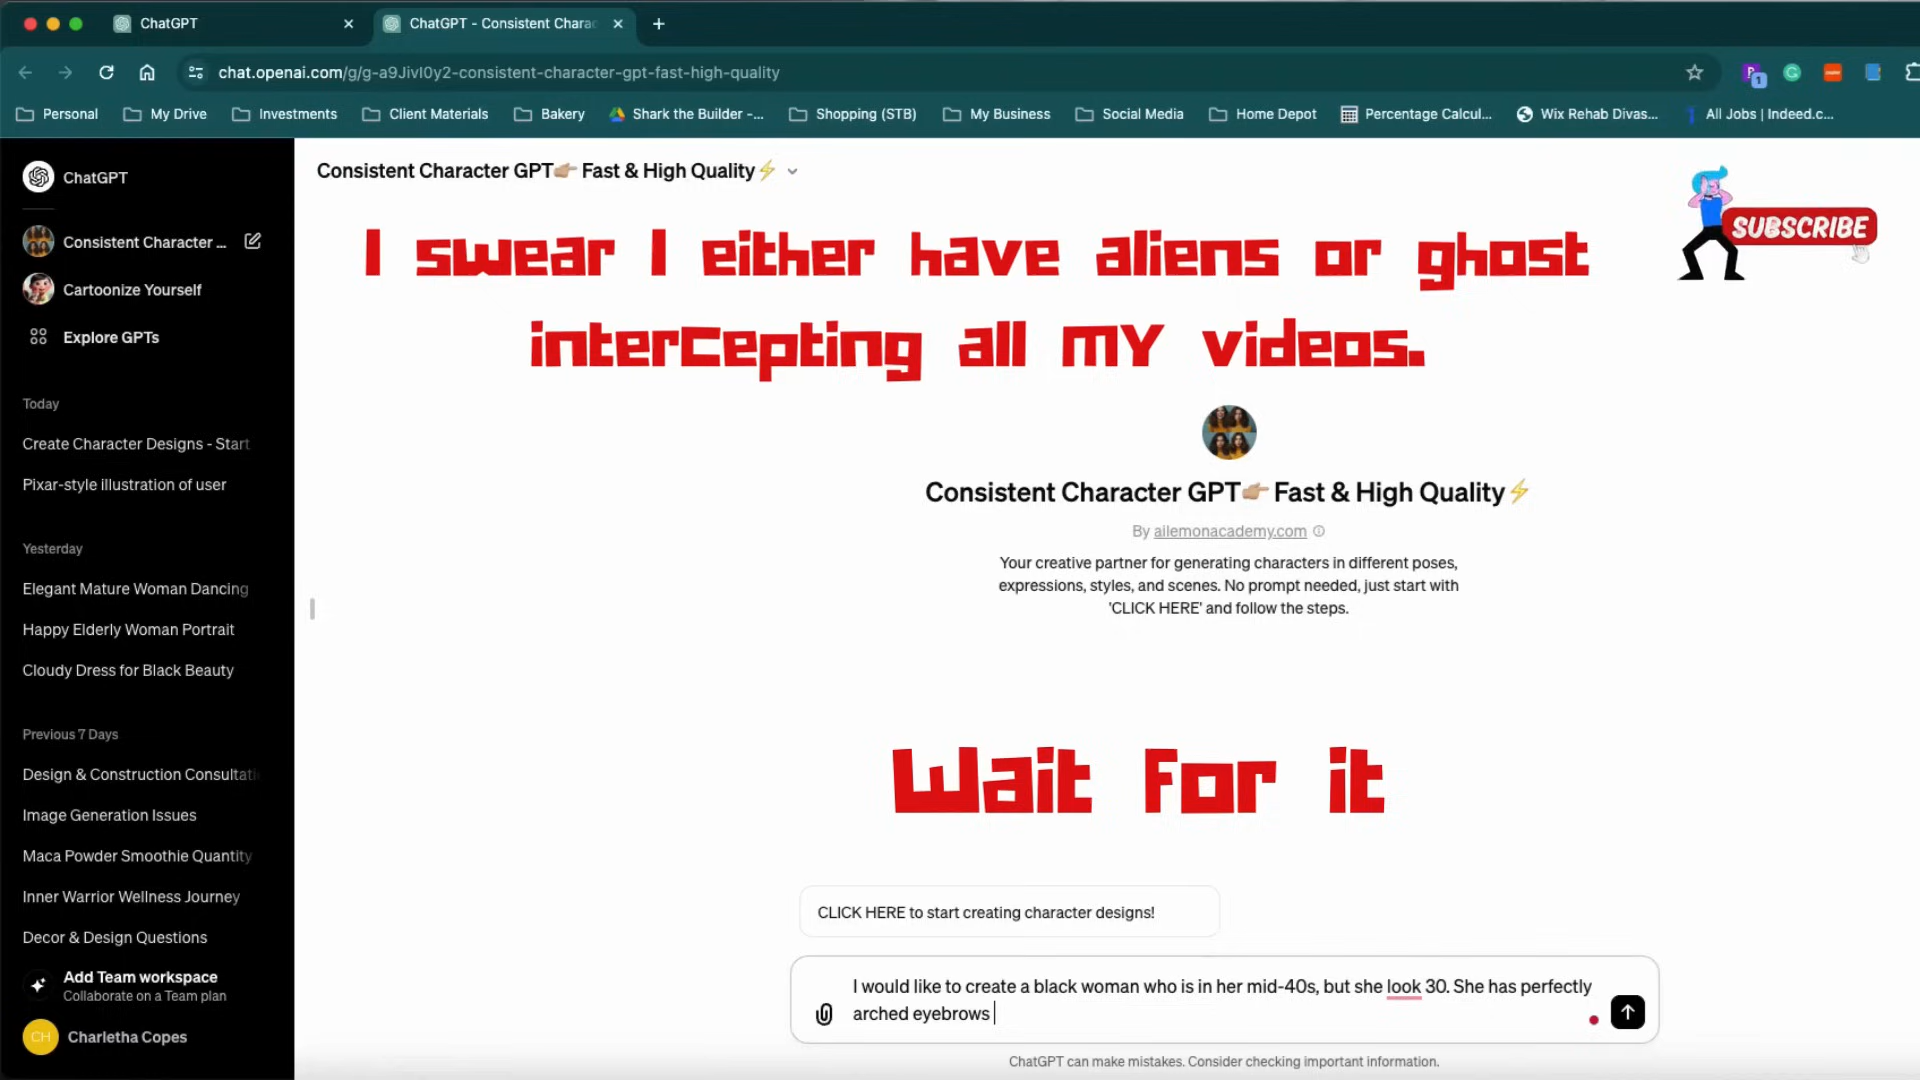 ChatGPT
ChatGPT - Consistent Chara
chat.openai.com/g/g-a9JivI0y2-consistent-character-gpt-fast-high-quality
1
Personal
My Drive
Investments
Client Materials
Bakery
Shark the Builder -...
Shopping (STB)
My Business
Social Media
Home Depot
Percentage Calcul...
Wix Rehab Divas...
All Jobs | Indeed.c...
ChatGPT
Consistent Character ...
Cartoonize Yourself
Explore GPTs
Today
Create Character Designs - Start
Pixar-style illustration of user
Yesterday
Elegant Mature Woman Dancing
Happy Elderly Woman Portrait
Cloudy Dress for Black Beauty
Previous 7 Days
Design & Construction Consultati
Image Generation Issues
Maca Powder Smoothie Quantity
Inner Warrior Wellness Journey
Decor & Design Questions
Add Team workspace
Collaborate on a Team plan
CH
Charletha Copes
Consistent Character GPT👉🏼 Fast & High Quality⚡
SUBSCRIBE
I swear I either have aliens or ghost
intercepting all MY videos.
Consistent Character GPT👉🏼 Fast & High Quality⚡
By ailemonacademy.com
Your creative partner for generating characters in different poses,
expressions, styles, and scenes. No prompt needed, just start with
'CLICK HERE' and follow the steps.
Wait for it
CLICK HERE to start creating character designs!
I would like to create a black woman who is in her mid-40s, but she look 30. She has perfectly
arched eyebrows
ChatGPT can make mistakes. Consider checking important information.